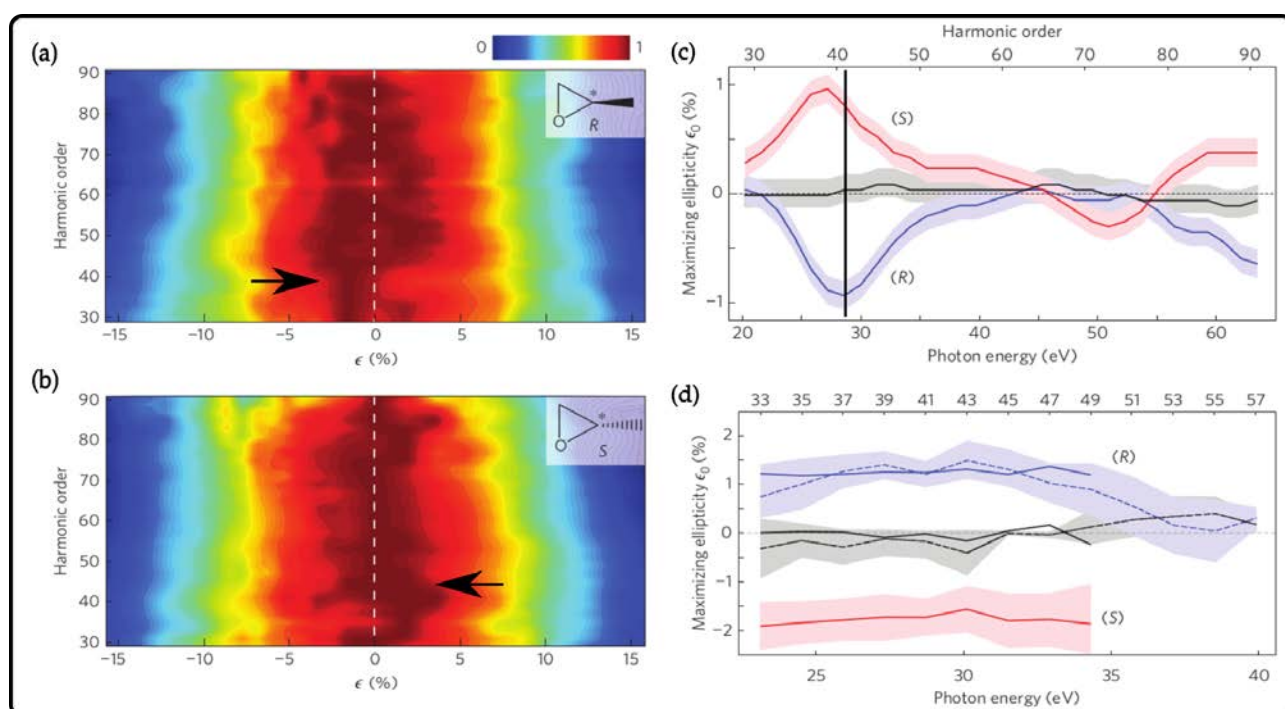 (a)
0
1
90
80
70
60
50
40
30
Harmonic order
O
*
R
−15
−10
−5
0
5
10
15
ϵ (%)
(b)
90
80
70
60
50
40
30
Harmonic order
O
*
S
−15
−10
−5
0
5
10
15
ϵ (%)
(c)
Harmonic order
30 40 50 60 70 80 90
1
0
−1
Maximizing ellipticity ϵ0 (%)
(S)
(R)
20 30 40 50 60
Photon energy (eV)
(d)
33 35 37 39 41 43 45 47 49 51 53 55 57
2
1
0
−1
−2
Maximizing ellipticity ϵ0 (%)
(R)
(S)
25 30 35 40
Photon energy (eV)